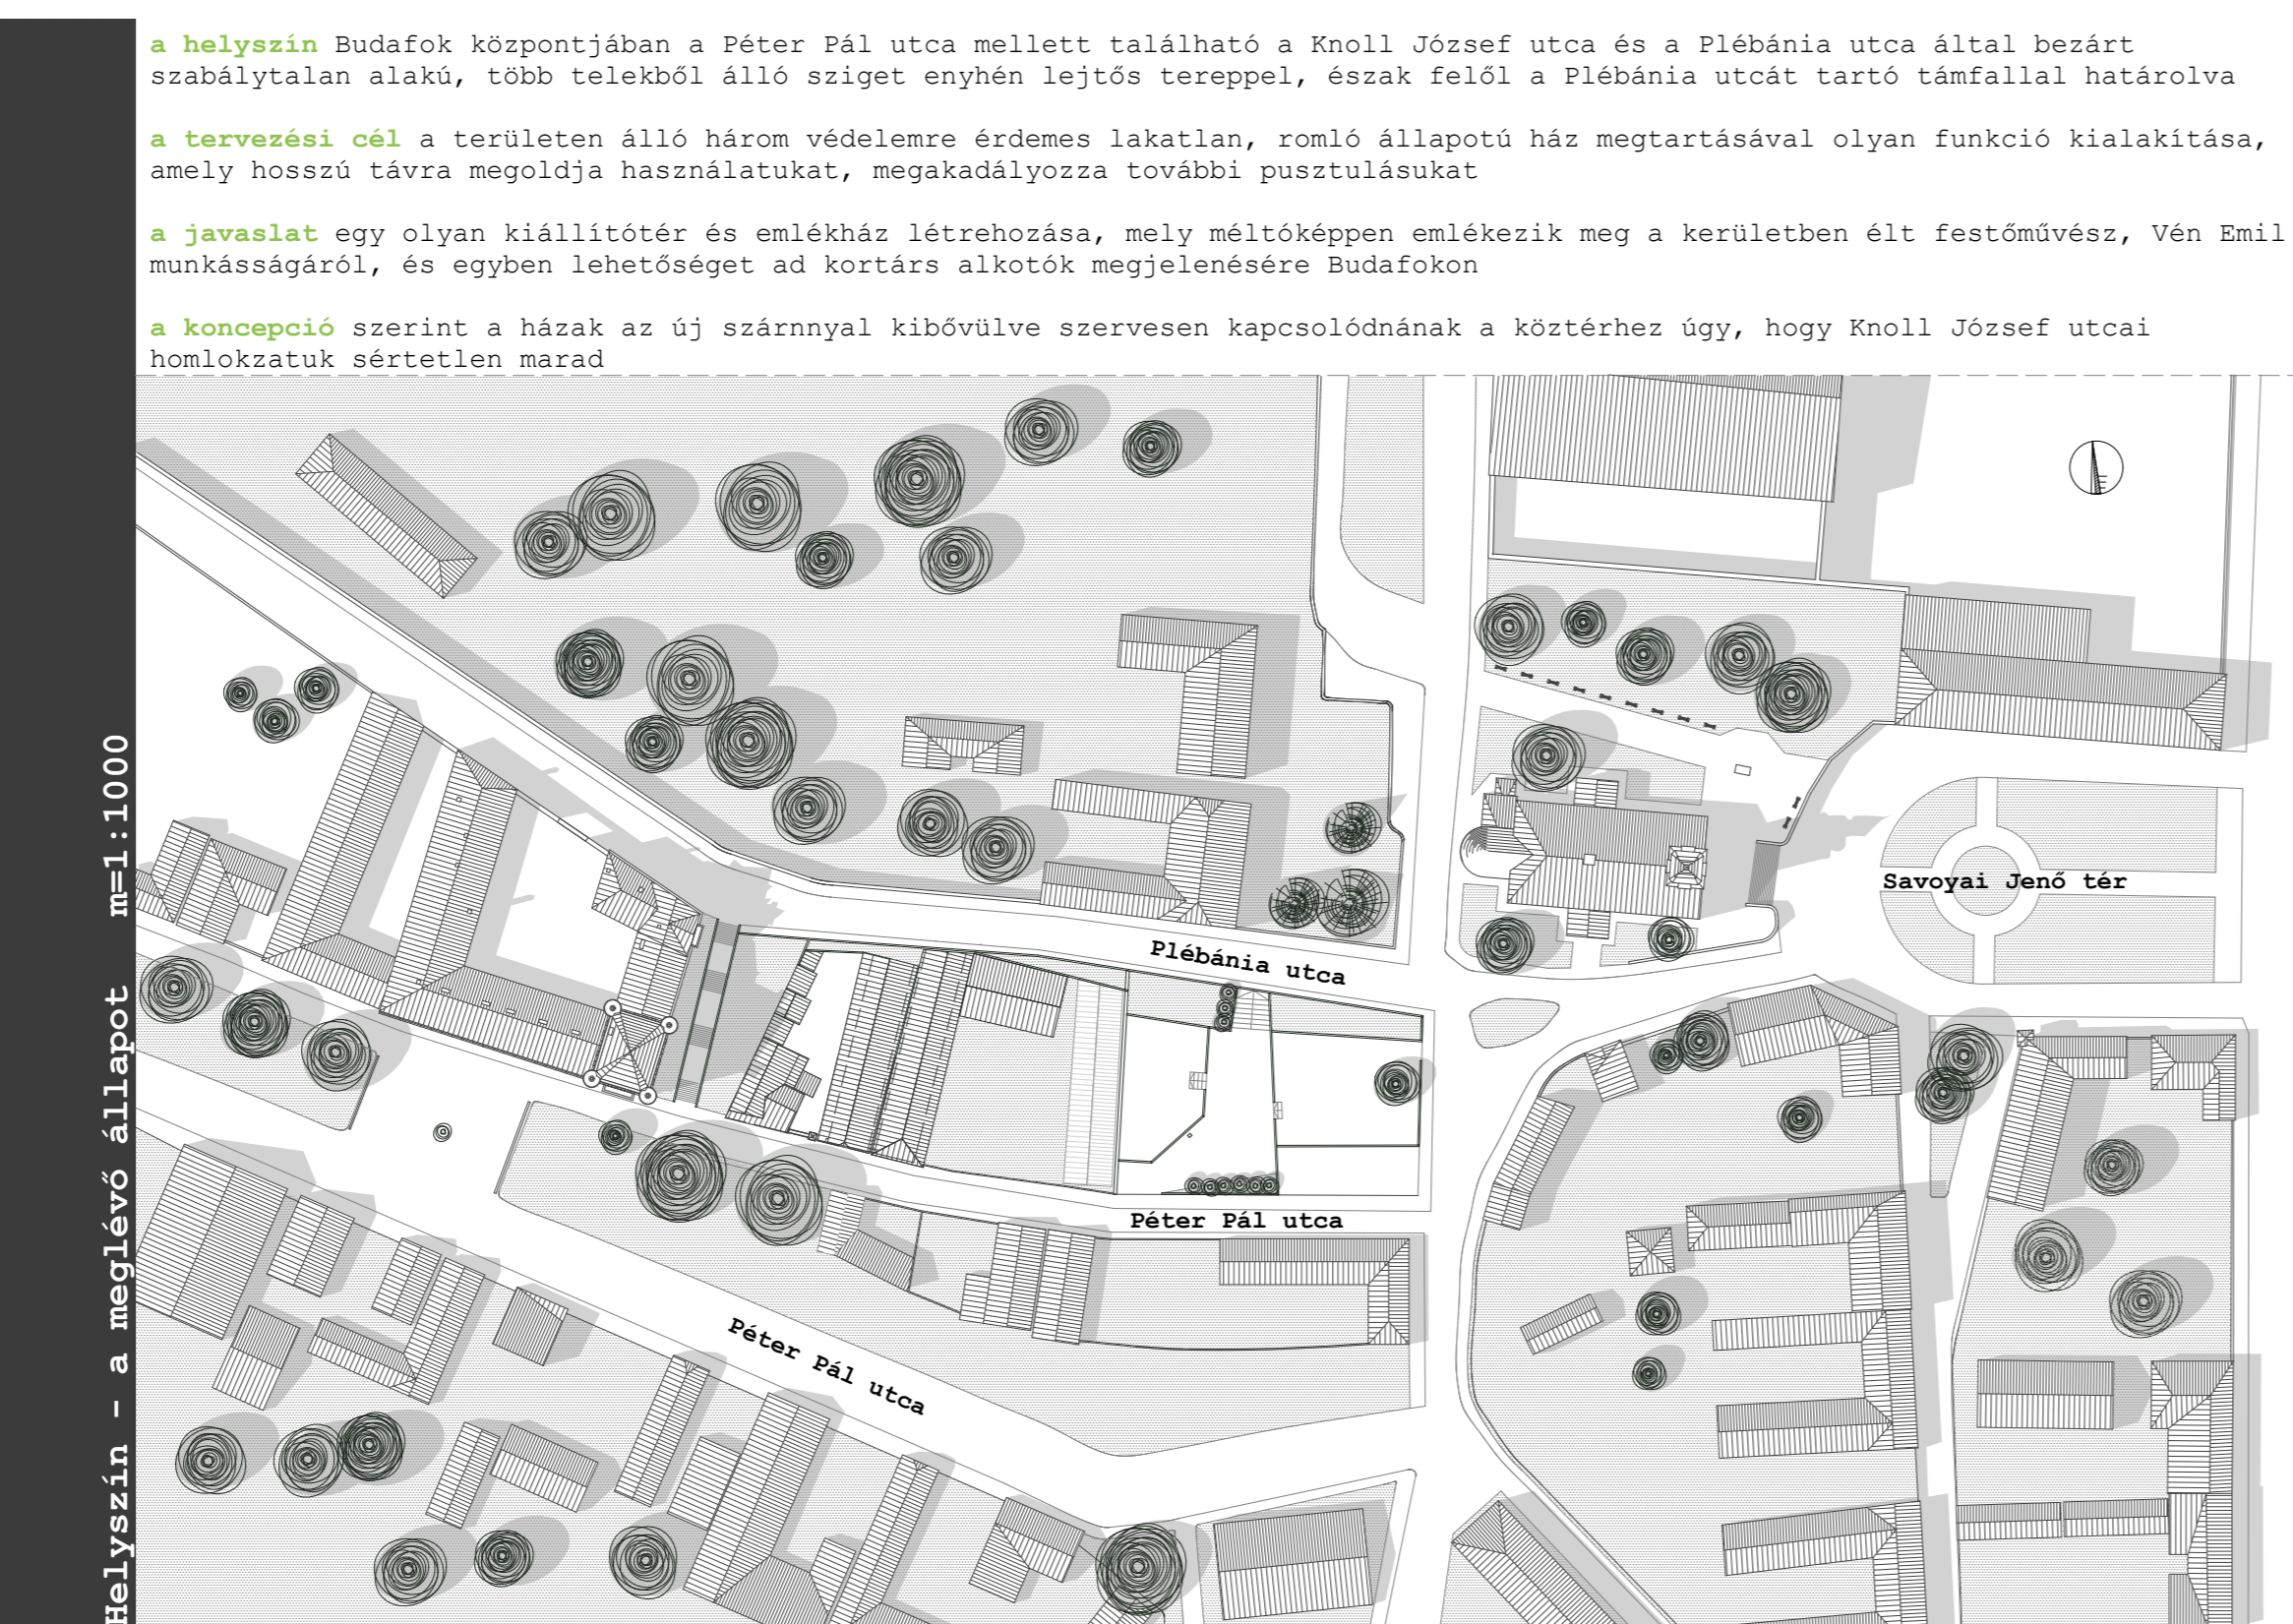 a helyszín Budafok központjában a Péter Pál utca mellett található a Knoll József utca és a Plébánia utca által bezárt
szabálytalan alakú, több telekből álló sziget enyhén lejtős tereppel, észak felől a Plébánia utcát tartó támfallal határolva
a tervezési cél a területen álló három védelemre érdemes lakatlan, romló állapotú ház megtartásával olyan funkció kialakítása,
amely hosszú távra megoldja használatukat, megakadályozza további pusztulásukat
a javaslat egy olyan kiállítótér és emlékház létrehozása, mely méltóképpen emlékezik meg a kerületben élt festőművész, Vén Emil
munkásságáról, és egyben lehetőséget ad kortárs alkotók megjelenésére Budafokon
a koncepció szerint a házak az új szárnnyal kibővülve szervesen kapcsolódnának a köztérhez úgy, hogy Knoll József utcai
homlokzatuk sértetlen marad
Helyszín - a meglévő állapot m=1:1000
Savoyai Jenő tér
Plébánia utca
Péter Pál utca
Péter Pál utca